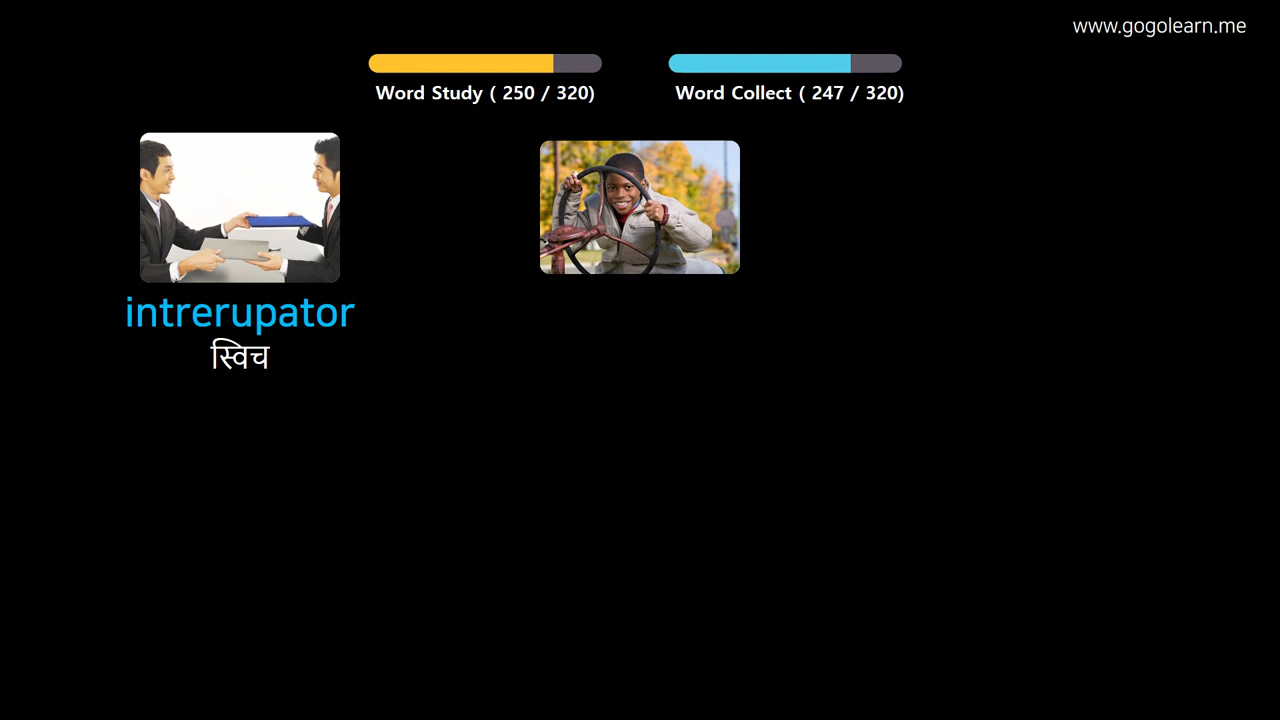 www.gogolearn.me
Word Study ( 250 / 320)
Word Collect ( 247 / 320)
intrerupator
स्विच